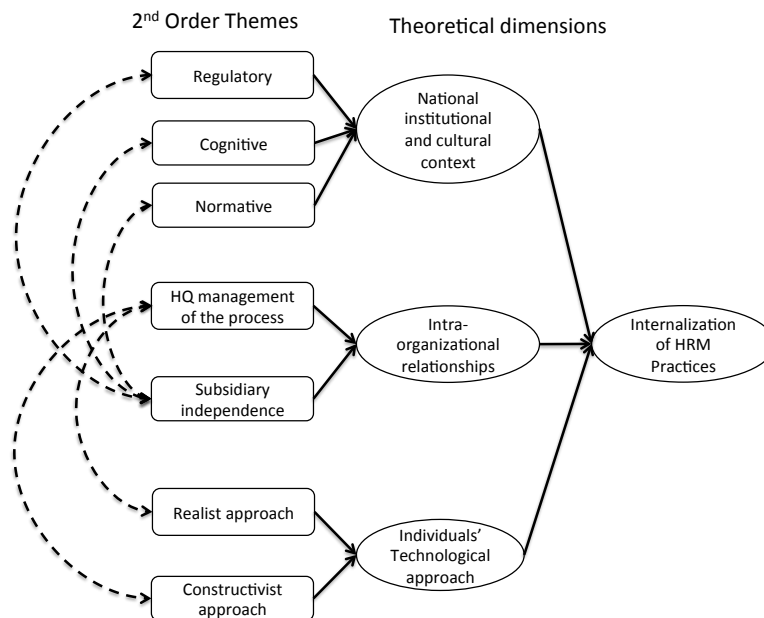 2nd Order Themes
Theoretical dimensions
Regulatory
Cognitive
Normative
National
institutional
and cultural
context
HQ management
of the process
Subsidiary
independence
Intra-
organizational
relationships
Internalization
of HRM
Practices
Realist approach
Constructivist
approach
Individuals’
Technological
approach